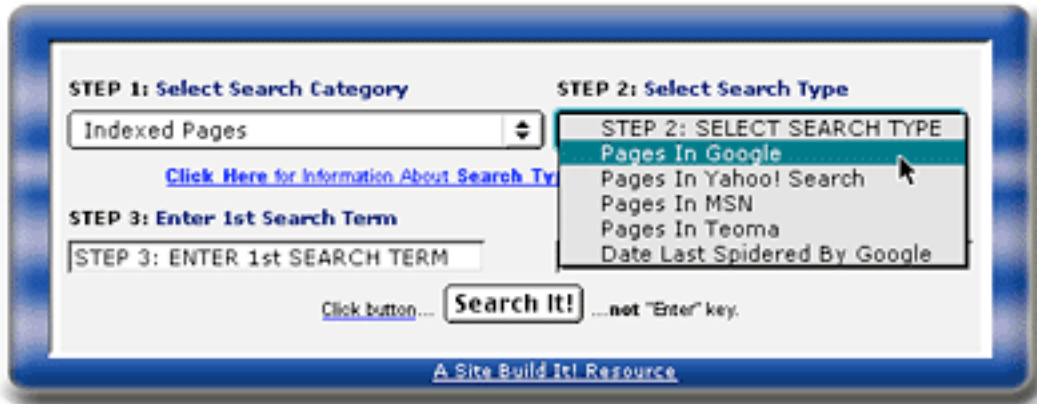 STEP 1: Select Search Category
Indexed Pages
Click Here for Information About Search Ty
STEP 2: Select Search Type
STEP 2: SELECT SEARCH TYPE
Pages In Google
Pages In Yahoo! Search
Pages In MSN
Pages In Teoma
Date Last Spidered By Google
STEP 3: Enter 1st Search Term
STEP 3: ENTER 1st SEARCH TERM
Click button... Search It! ...not "Enter" key.
A Site Build It! Resource